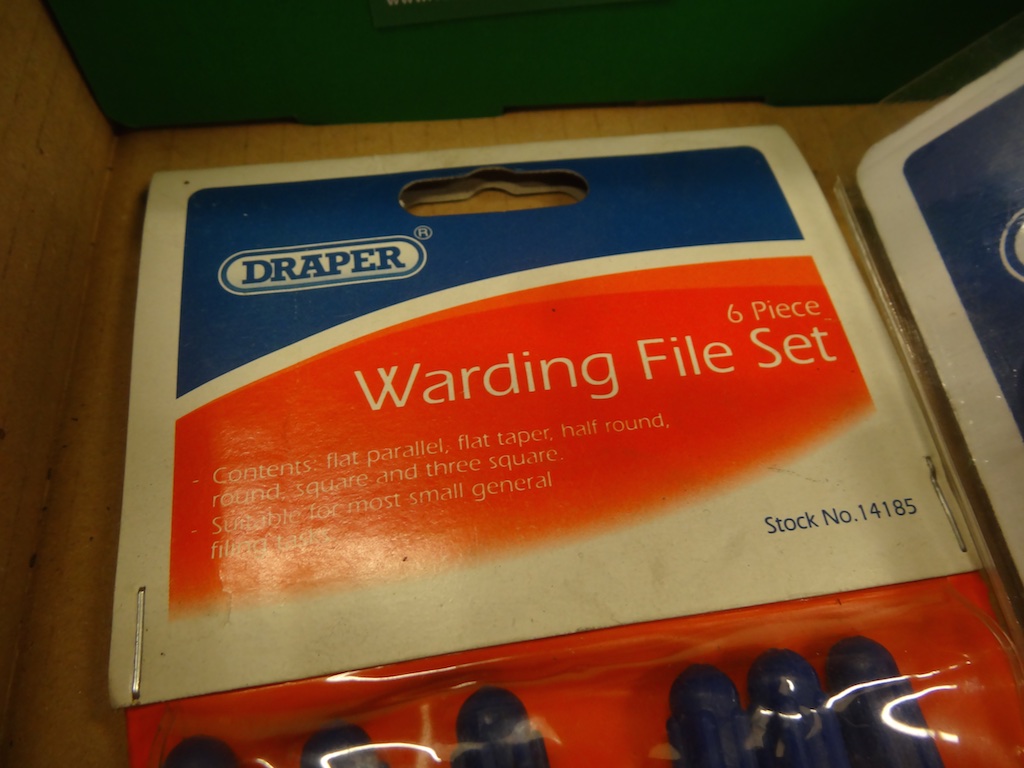 DRAPER®
6 Piece
Warding File Set
- Contents: flat parallel, flat taper, half round,
round, square and three square.
- Suitable for most small general
filing tasks.
Stock No.14185